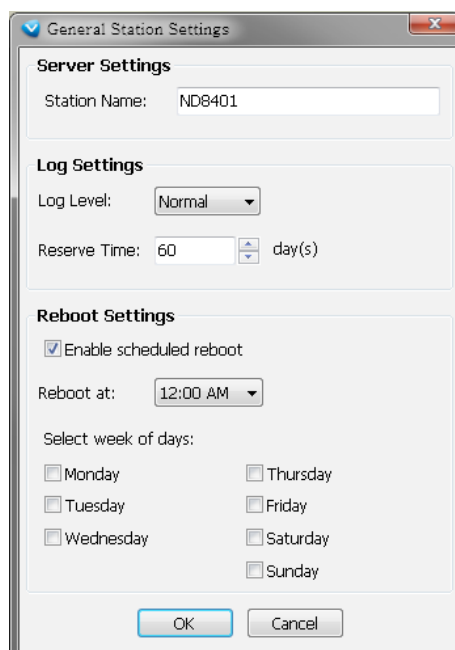 General Station Settings
Server Settings
Station Name: ND8401
Log Settings
Log Level: Normal
Reserve Time: 60 day(s)
Reboot Settings
Enable scheduled reboot
Reboot at: 12:00 AM
Select week of days:
Monday
Tuesday
Wednesday
Thursday
Friday
Saturday
Sunday
OK Cancel